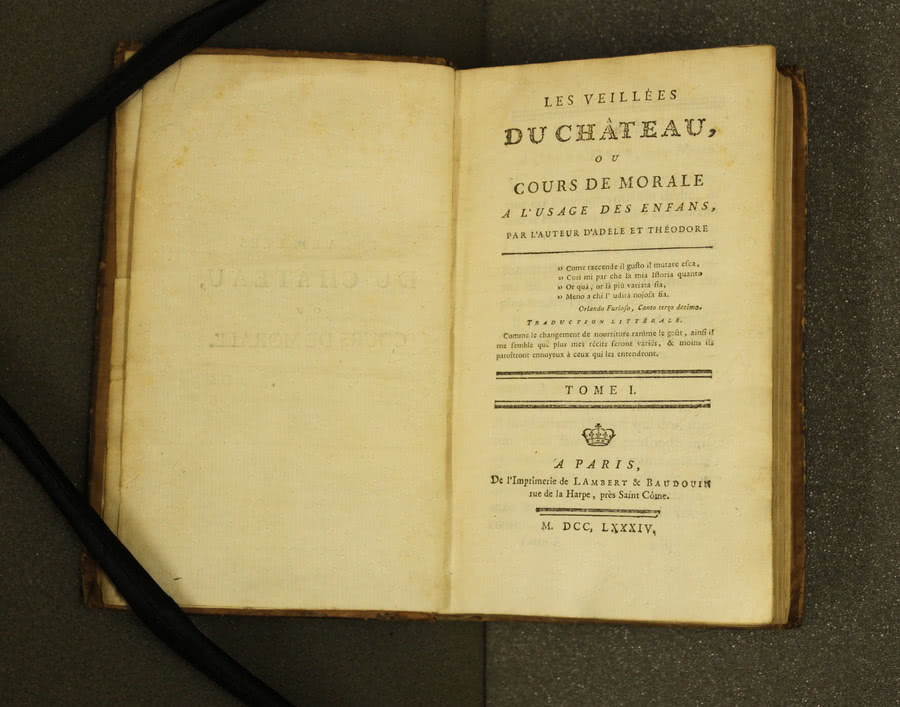 LES VEILLÉES
DU CHÂTEAU,
OU
COURS DE MORALE
A L'USAGE DES ENFANS,
PAR L'AUTEUR D'ADELE ET THÉODORE
» Come raccende il gusto il mutare esca,
» Così mi par che la mia Istoria quanto
» Or quà, or là più variata sia,
» Meno a chi l' udirà nojosa sia.
Orlando Furioso, Canto terzo decimo.
TRADUCTION LITTÉRALE.
Comme le changement de nourriture ranime le goût, ainsi il
me semble que plus mes récits seront variés, & moins ils
paroîtront ennuyeux à ceux qui les entendront.
TOME I.
A PARIS,
De l'Imprimerie de LAMBERT & BAUDOUIN
rue de la Harpe, près Saint Côme.
M. DCC, LXXXIV,